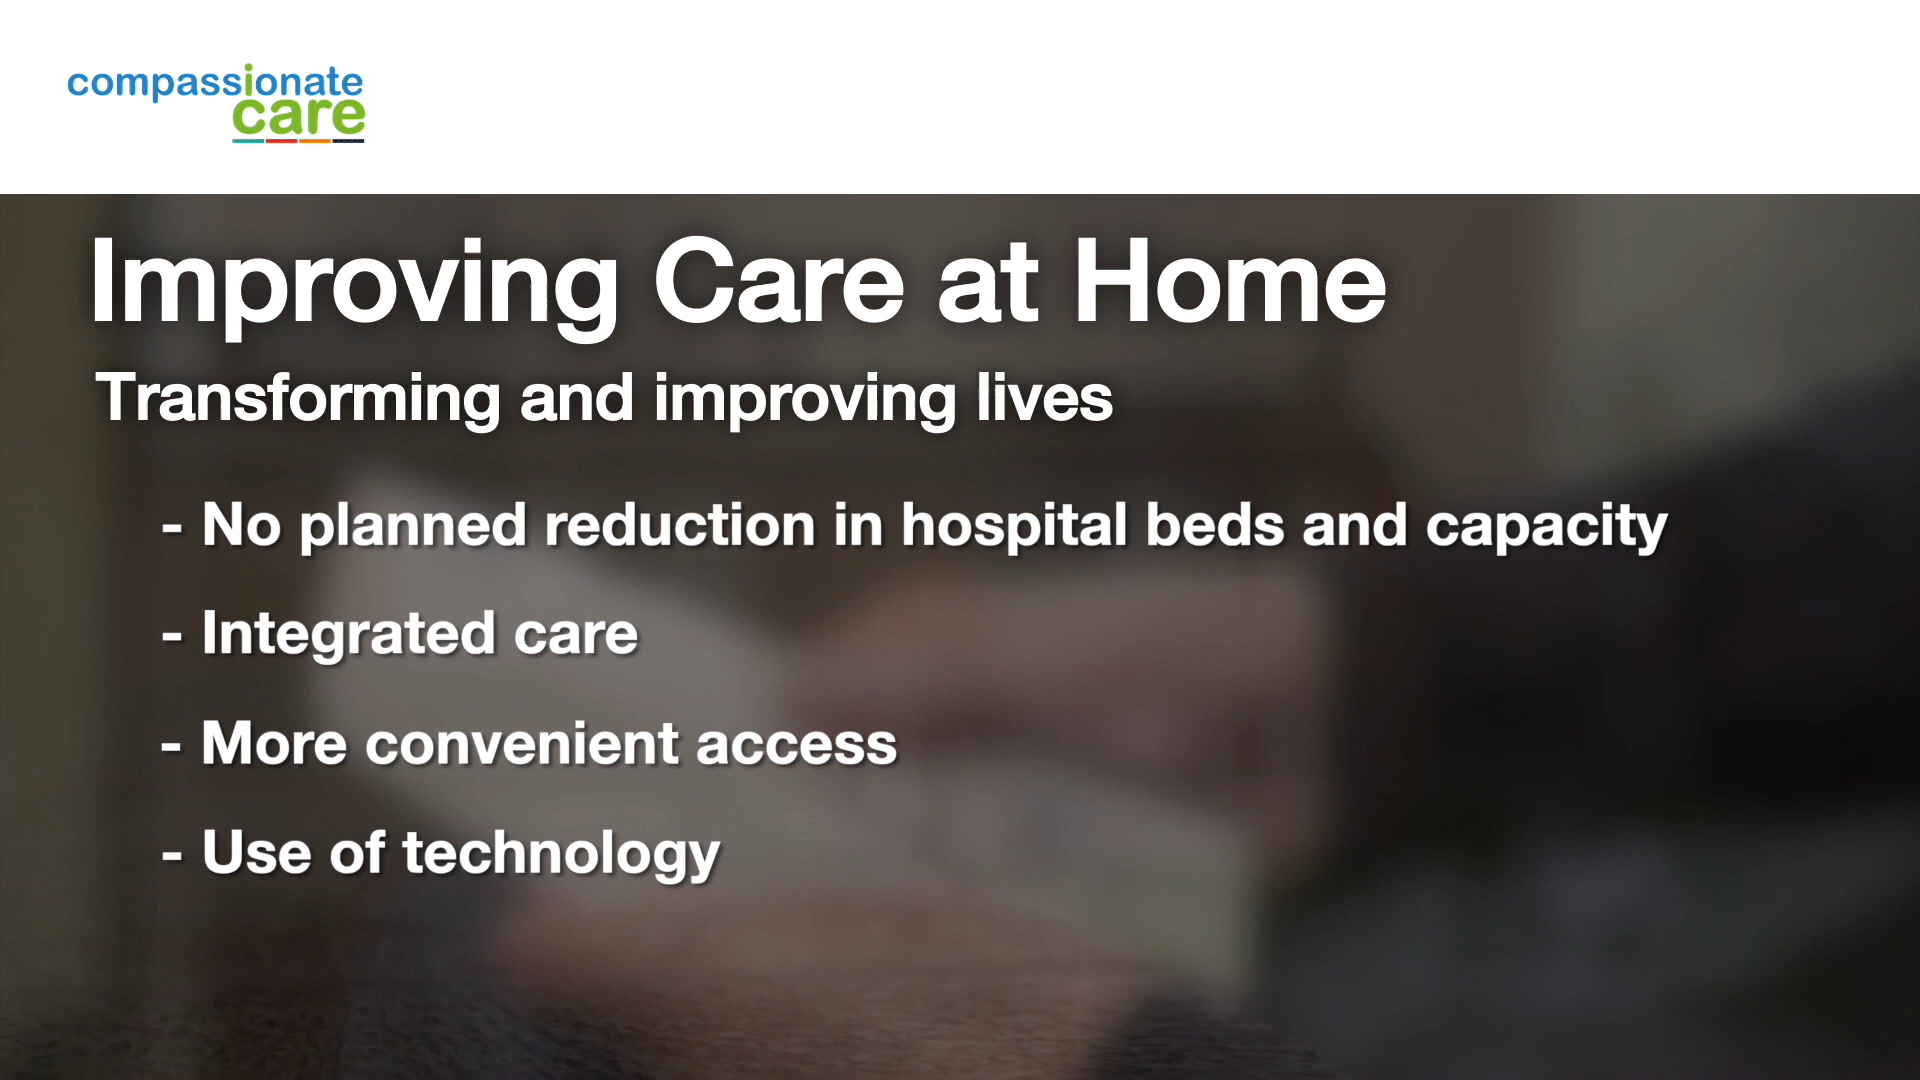 compassionate
care
Improving Care at Home
Transforming and improving lives
- No planned reduction in hospital beds and capacity
- Integrated care
- More convenient access
- Use of technology